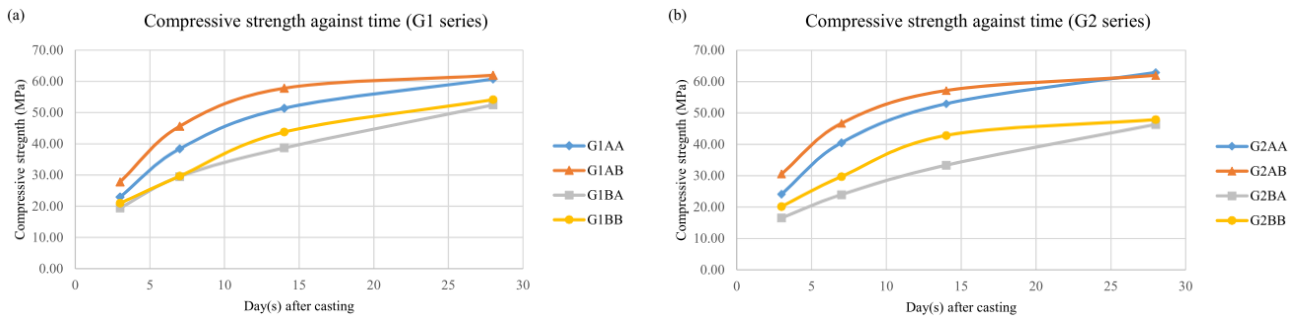 (a)
Compressive strength against time (G1 series)
70.00
60.00
50.00
40.00
30.00
20.00
10.00
0.00
Compressive stregnth (MPa)
0 5 10 15 20 25 30
Day(s) after casting
G1AA
G1AB
G1BA
G1BB
(b)
Compressive strength against time (G2 series)
70.00
60.00
50.00
40.00
30.00
20.00
10.00
0.00
Compressive stregnth (MPa)
0 5 10 15 20 25 30
Day(s) after casting
G2AA
G2AB
G2BA
G2BB